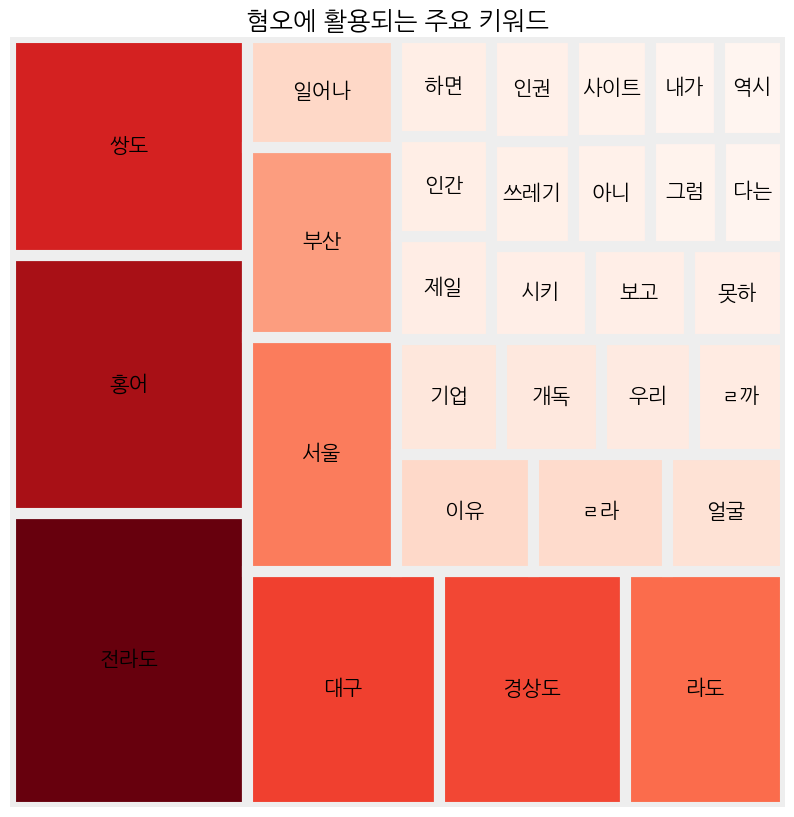 혐오에 활용되는 주요 키워드
쌍도
일어나
하면
인권
사이트
내가
역시
부산
인간
쓰레기
아니
그럼
다는
홍어
제일
시키
보고
못하
서울
기업
개독
우리
ㄹ까
이유
ㄹ라
얼굴
전라도
대구
경상도
라도